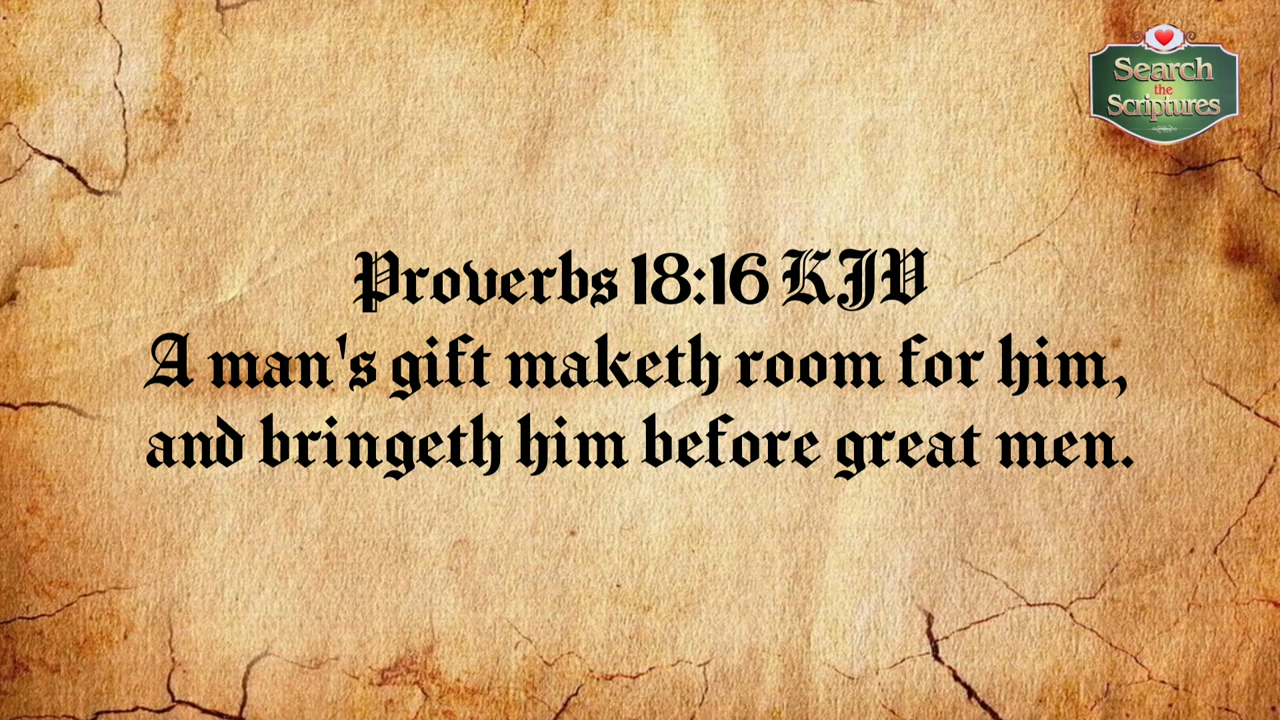 Search
the
Scriptures
Proverbs 18:16 KJV
A man's gift maketh room for him,
and bringeth him before great men.